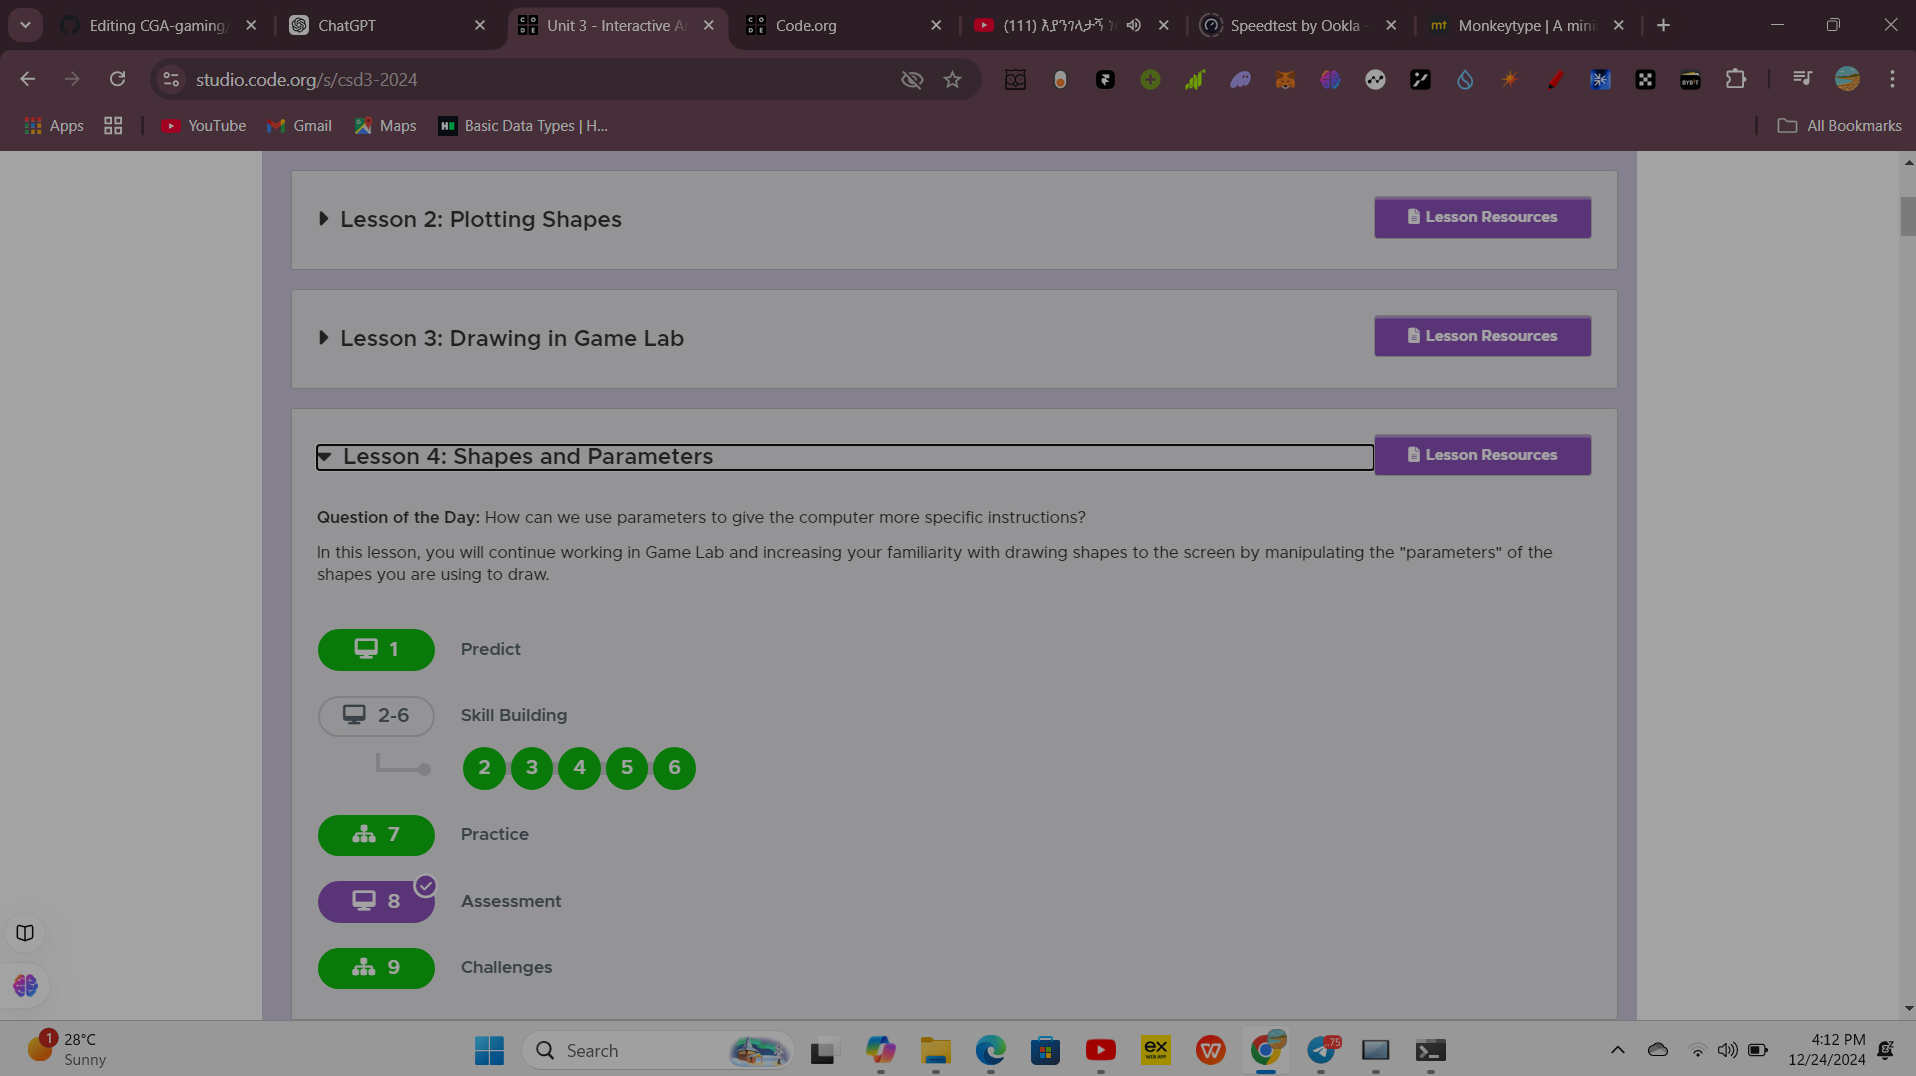 Editing CGA-gaming/
ChatGPT
Unit 3 - Interactive A
Code.org
(111) እያንገላታኝ
Speedtest by Ookla -
Monkeytype | A mini
studio.code.org/s/csd3-2024
Apps
YouTube
Gmail
Maps
Basic Data Types | H...
All Bookmarks
Lesson 2: Plotting Shapes
Lesson Resources
Lesson 3: Drawing in Game Lab
Lesson Resources
Lesson 4: Shapes and Parameters
Lesson Resources
Question of the Day: How can we use parameters to give the computer more specific instructions?
In this lesson, you will continue working in Game Lab and increasing your familiarity with drawing shapes to the screen by manipulating the "parameters" of the
shapes you are using to draw.
1 Predict
2-6 Skill Building
2 3 4 5 6
7 Practice
8 Assessment
9 Challenges
1
28°C
Sunny
Search
4:12 PM
12/24/2024